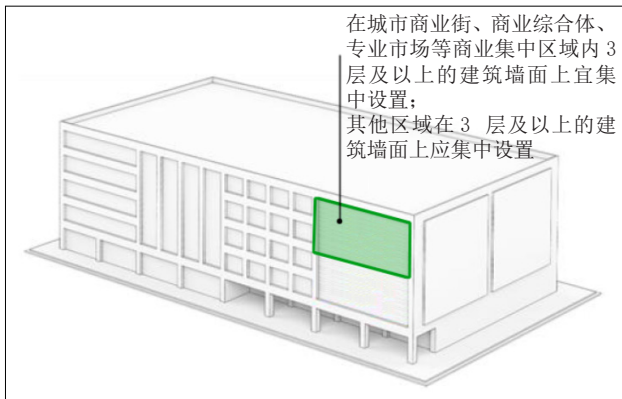 在城市商业街、商业综合体、
专业市场等商业集中区域内 3
层及以上的建筑墙面上宜集
中设置；
其他区域在 3 层及以上的建
筑墙面上应集中设置